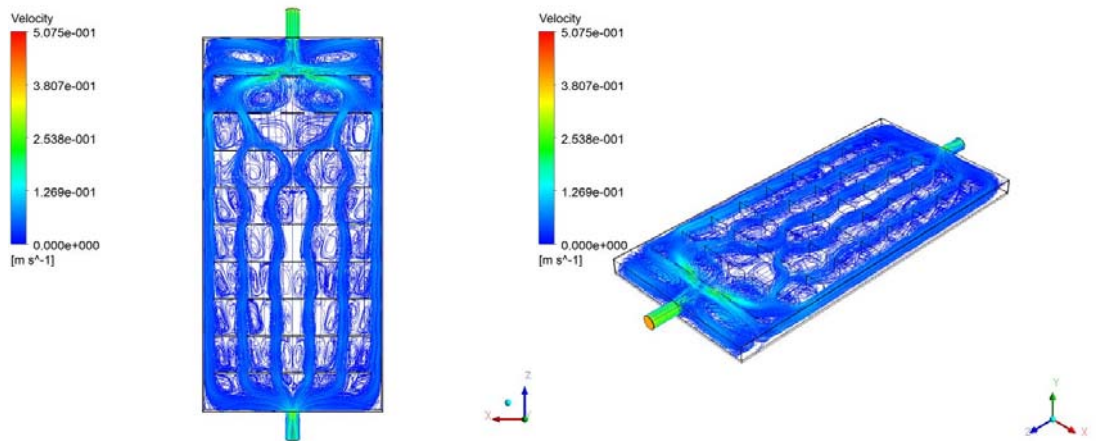 Velocity
5.075e-001
3.807e-001
2.538e-001
1.269e-001
0.000e+000
[m s^-1]
Z
X
Velocity
5.075e-001
3.807e-001
2.538e-001
1.269e-001
0.000e+000
[m s^-1]
Y
Z
X